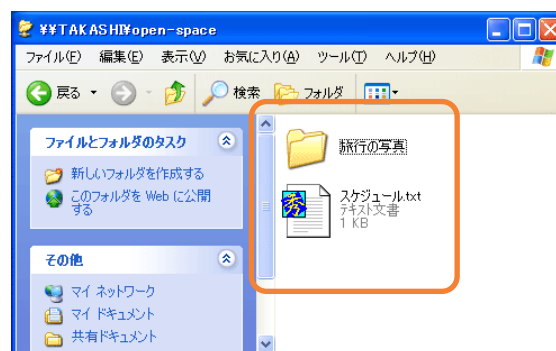 ¥¥TAKASHI¥open-space
ファイル(F) 編集(E) 表示(V) お気に入り(A) ツール(T) ヘルプ(H)
戻る 検索 フォルダ
ファイルとフォルダのタスク
新しいフォルダを作成する
このフォルダを Web に公開
する
その他
マイ ネットワーク
マイ ドキュメント
共有ドキュメント
旅行の写真
秀
スケジュール.txt
テキスト文書
1 KB